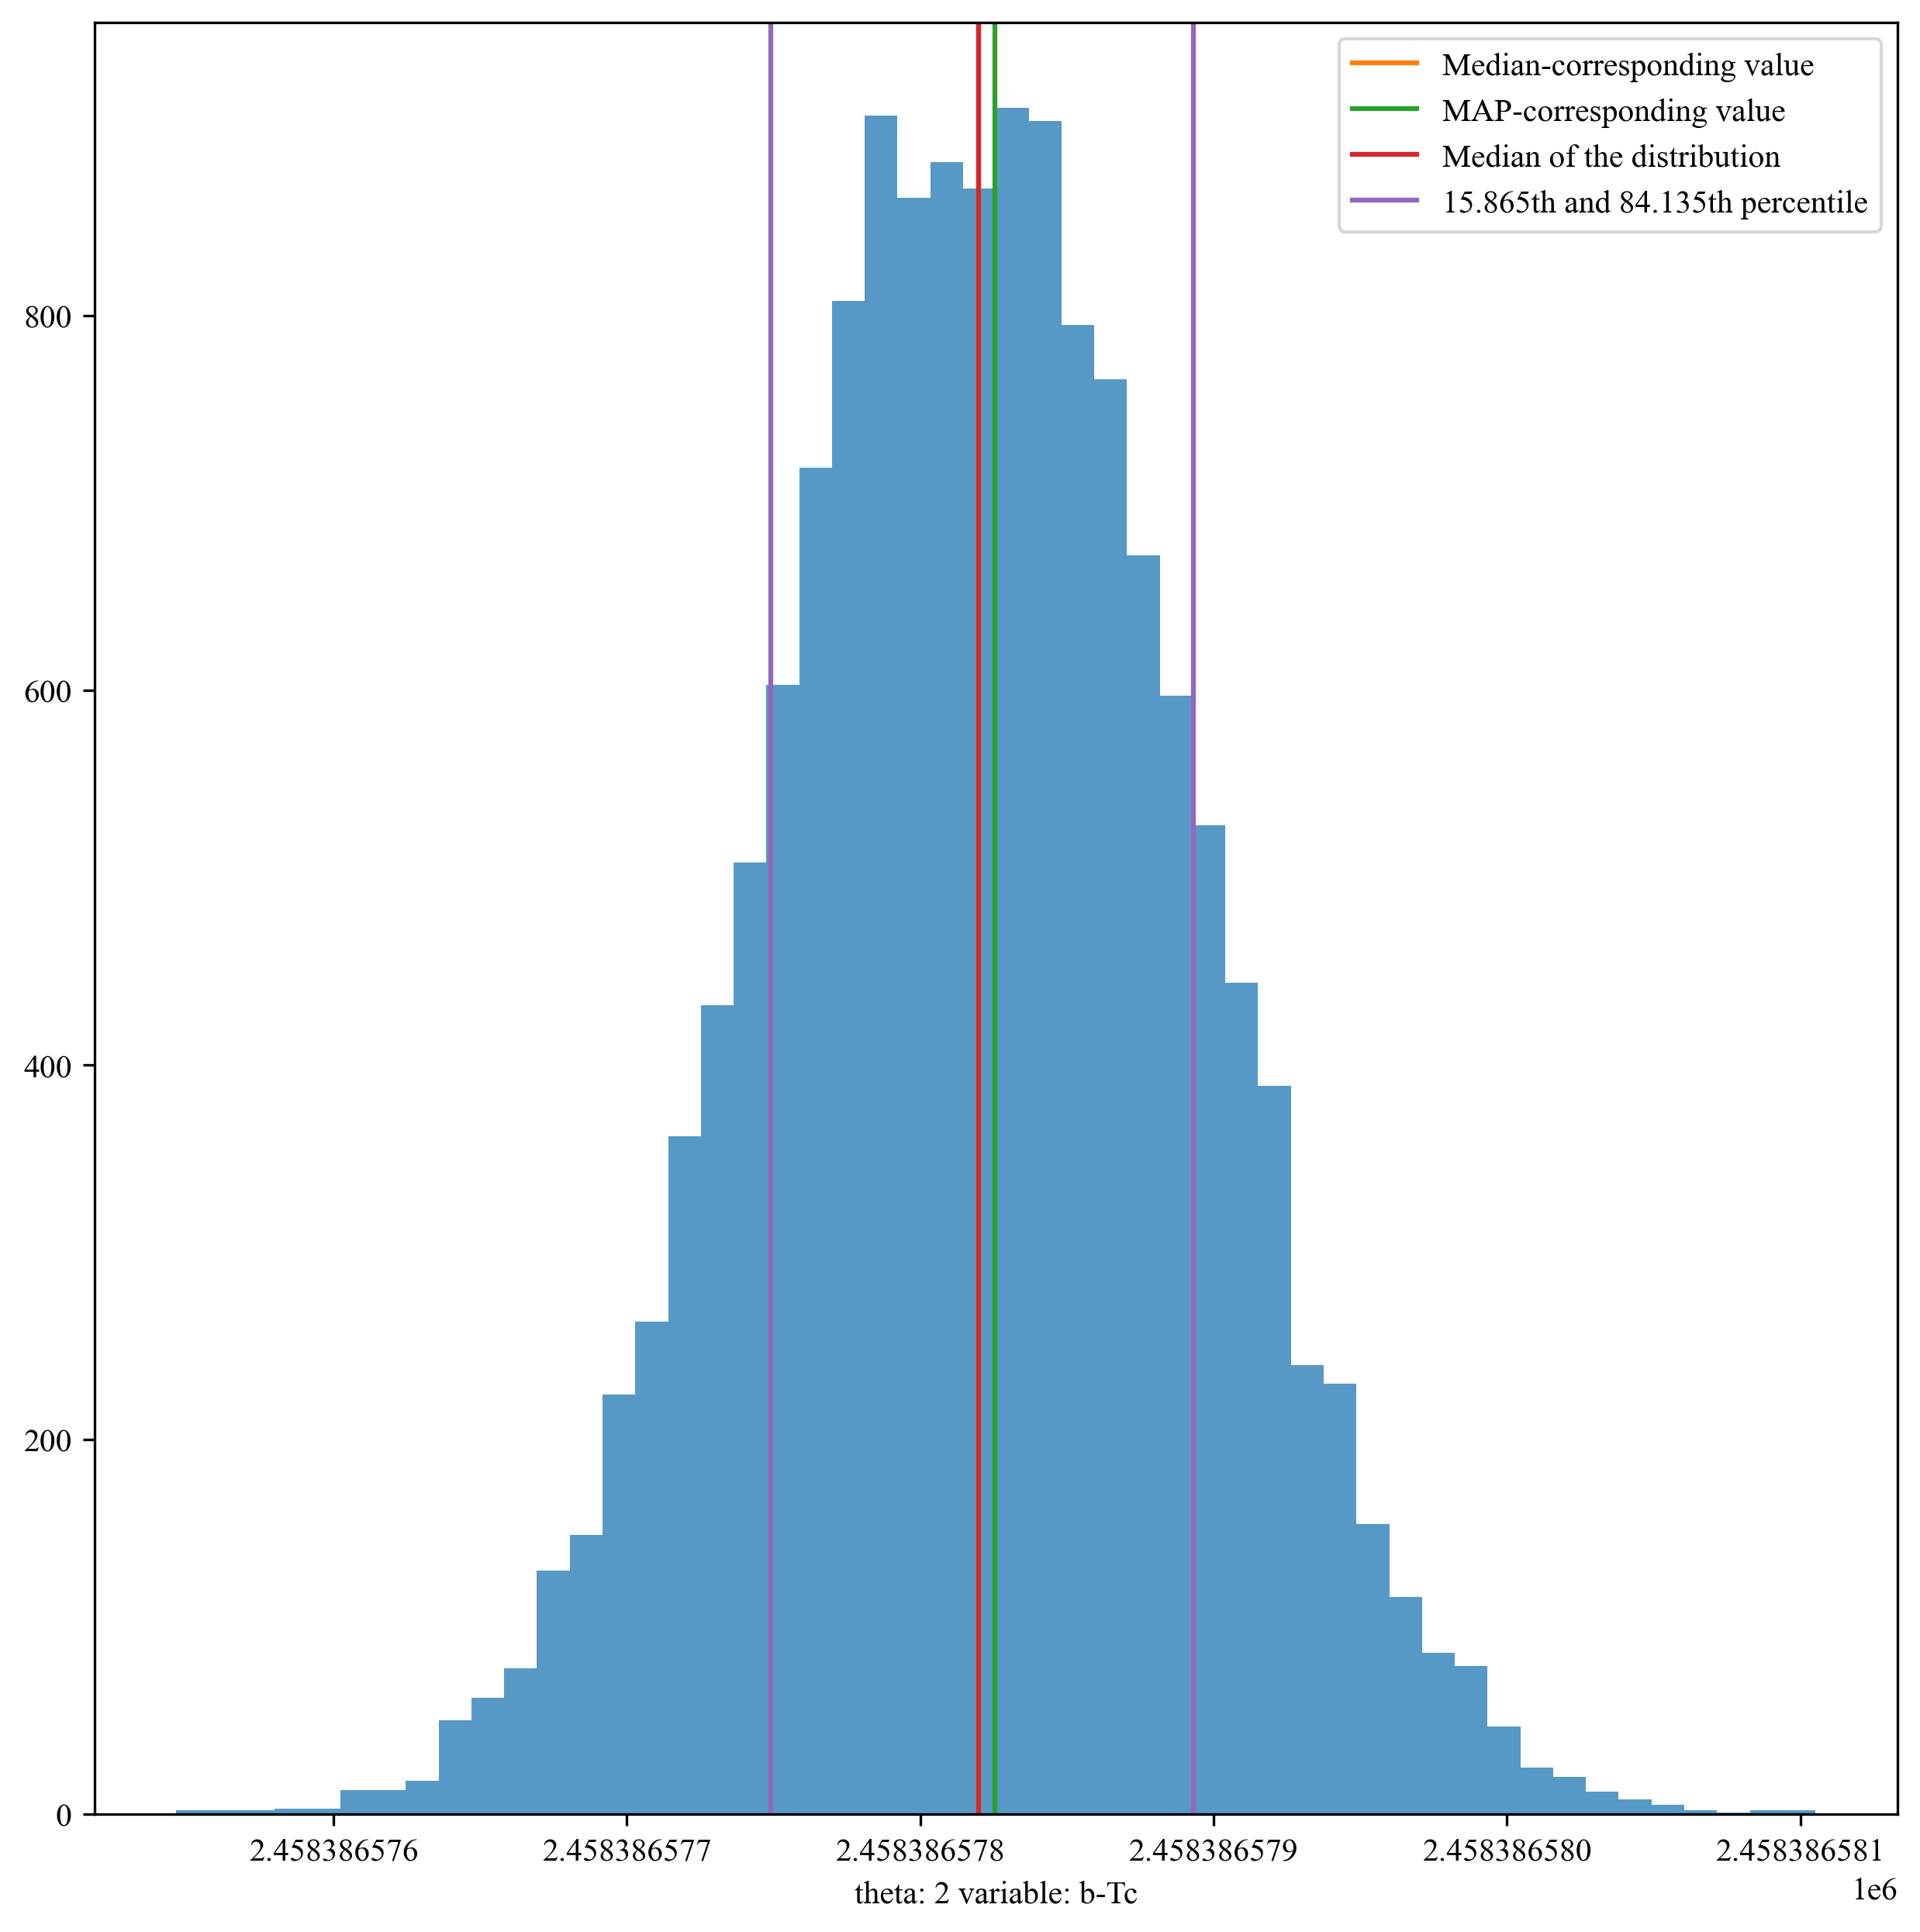 Median-corresponding value
MAP-corresponding value
Median of the distribution
15.865th and 84.135th percentile
800
600
400
200
0
2.458386576 2.458386577 2.458386578 2.458386579 2.458386580 2.458386581
1e6
theta: 2 variable: b-Tc